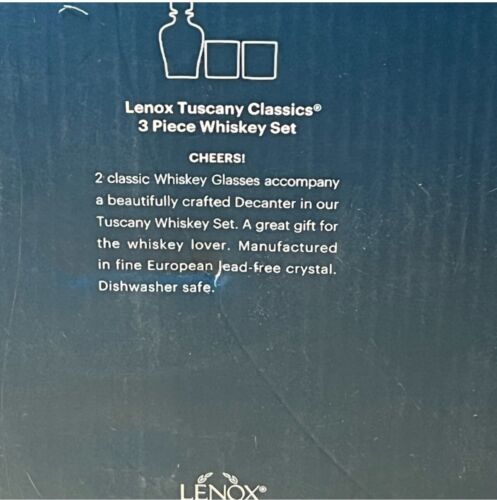 Lenox Tuscany Classics®
3 Piece Whiskey Set
CHEERS!
2 classic Whiskey Glasses accompany
a beautifully crafted Decanter in our
Tuscany Whiskey Set. A great gift for
the whiskey lover. Manufactured
in fine European lead-free crystal.
Dishwasher safe.
LENOX®